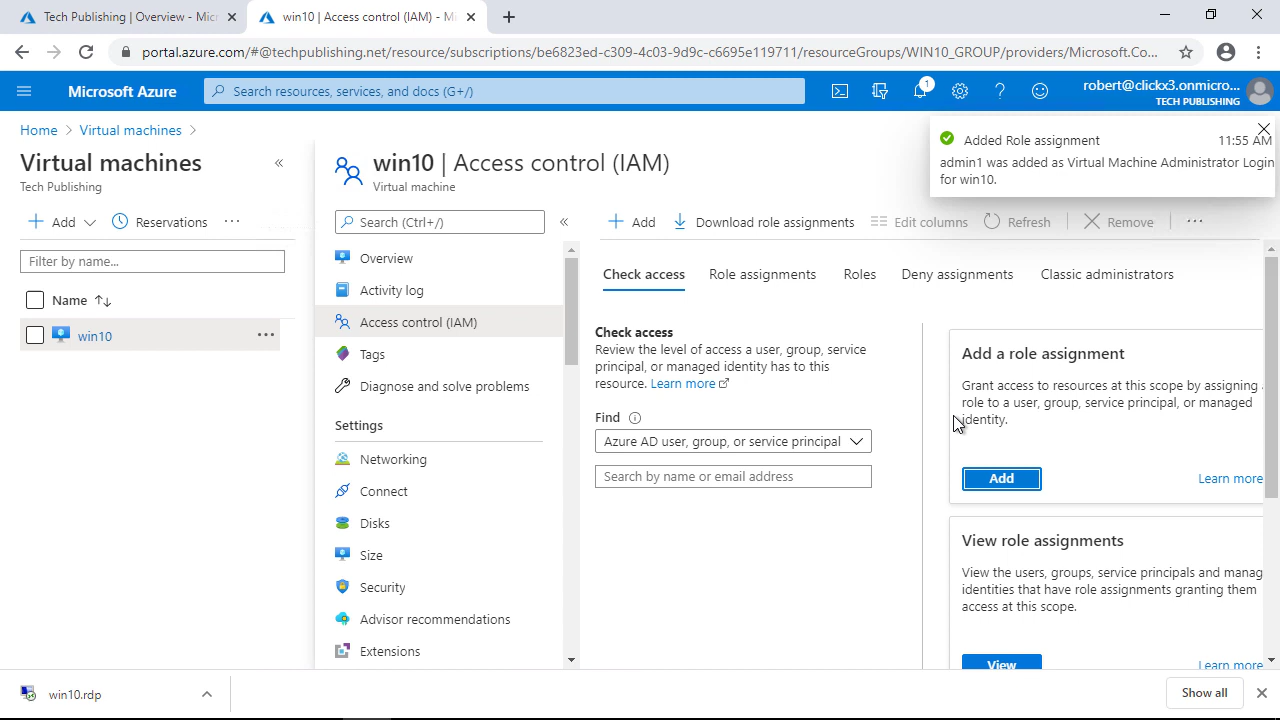 Tech Publishing | Overview - Micr
win10 | Access control (IAM) - M
portal.azure.com/#@techpublishing.net/resource/subscriptions/be6823ed-c309-4c03-9d9c-c6695e119711/resourceGroups/WIN10_GROUP/providers/Microsoft.Co...
Microsoft Azure
Search resources, services, and docs (G+/)
1
robert@clickx3.onmicro...
TECH PUBLISHING
Home > Virtual machines >
Virtual machines
Tech Publishing
Add
Reservations
...
Filter by name...
Name
win10
...
win10 | Access control (IAM)
Virtual machine
Search (Ctrl+/)
Overview
Activity log
Access control (IAM)
Tags
Diagnose and solve problems
Settings
Networking
Connect
Disks
Size
Security
Advisor recommendations
Extensions
Added Role assignment
11:55 AM
admin1 was added as Virtual Machine Administrator Login
for win10.
Add
Download role assignments
Edit columns
Refresh
Remove
...
Check access
Role assignments
Roles
Deny assignments
Classic administrators
Check access
Review the level of access a user, group, service
principal, or managed identity has to this
resource. Learn more
Find
Azure AD user, group, or service principal
Search by name or email address
Add a role assignment
Grant access to resources at this scope by assigning
role to a user, group, service principal, or managed
identity.
Add
Learn more
View role assignments
View the users, groups, service principals and manag
identities that have role assignments granting them
access at this scope.
View
Learn more
win10.rdp
Show all